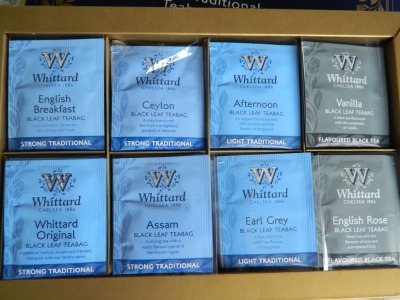 Traditional
W
Whittard
CHELSEA 1886
English
Breakfast
BLACK LEAF TEABAG
STRONG TRADITIONAL
W
Whittard
CHELSEA 1886
Ceylon
BLACK LEAF TEABAG
STRONG TRADITIONAL
W
Whittard
CHELSEA 1886
Afternoon
BLACK LEAF TEABAG
LIGHT TRADITIONAL
W
Whittard
CHELSEA 1886
Vanilla
BLACK LEAF TEABAG
FLAVOURED BLACK TEA
W
Whittard
CHELSEA 1886
Whittard
Original
BLACK LEAF TEABAG
STRONG TRADITIONAL
W
Whittard
CHELSEA 1886
Assam
BLACK LEAF TEABAG
STRONG TRADITIONAL
W
Whittard
CHELSEA 1886
Earl Grey
BLACK LEAF TEABAG
LIGHT TRADITIONAL
W
Whittard
CHELSEA 1886
English Rose
BLACK LEAF TEABAG
FLAVOURED BLACK TEA